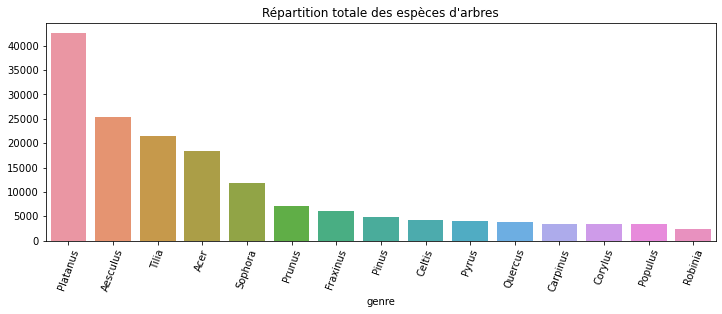 Répartition totale des espèces d'arbres
40000
35000
30000
25000
20000
15000
10000
5000
0
Platanus
Aesculus
Tilia
Acer
Sophora
Prunus
Fraxinus
Pinus
Celtis
Pyrus
Quercus
Carpinus
Corylus
Populus
Robinia
genre